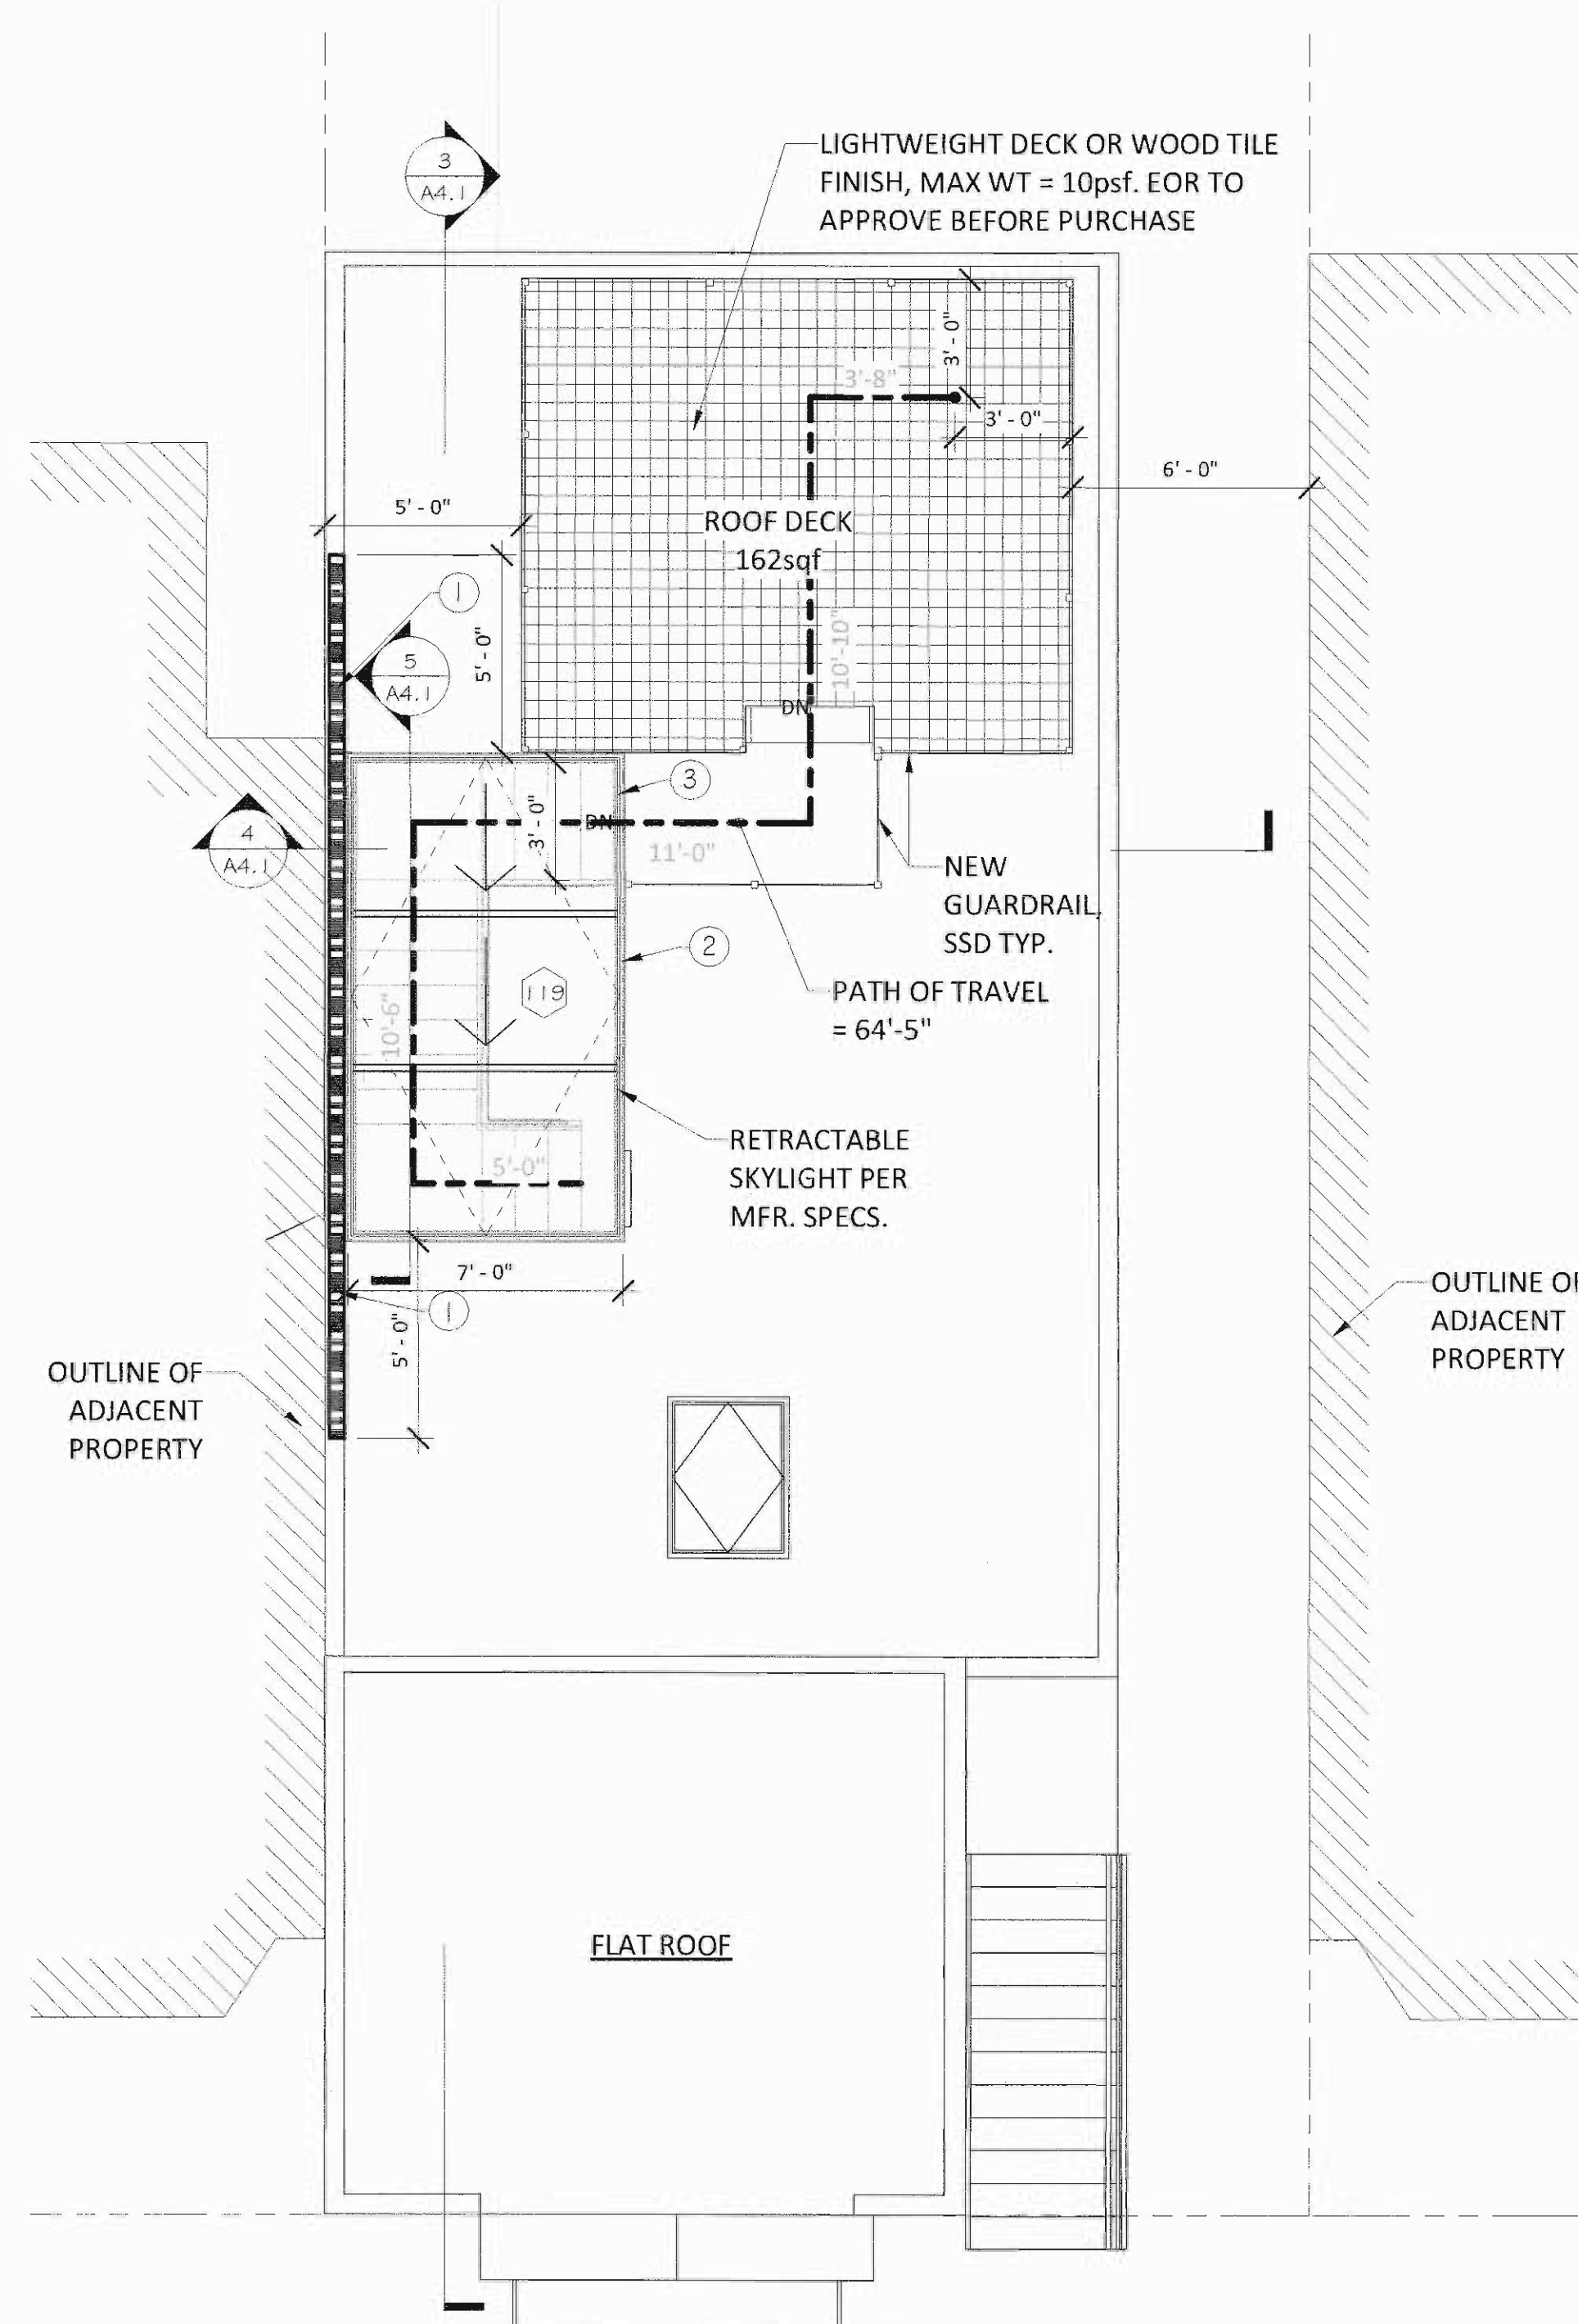 3
A4.1
LIGHTWEIGHT DECK OR WOOD TILE
FINISH, MAX WT = 10psf. EOR TO
APPROVE BEFORE PURCHASE
3' - 0"
3'-8"
3' - 0"
6' - 0"
5' - 0"
ROOF DECK
162sqf
1
5' - 0"
5
A4.1
10'-10"
DN
3
3' - 0"
DN
4
A4.1
11'-0"
NEW
GUARDRAIL,
SSD TYP.
2
119
PATH OF TRAVEL
= 64'-5"
10'-6"
RETRACTABLE
SKYLIGHT PER
MFR. SPECS.
5'-0"
7' - 0"
1
5' - 0"
OUTLINE OF
ADJACENT
PROPERTY
OUTLINE OF
ADJACENT
PROPERTY
FLAT ROOF